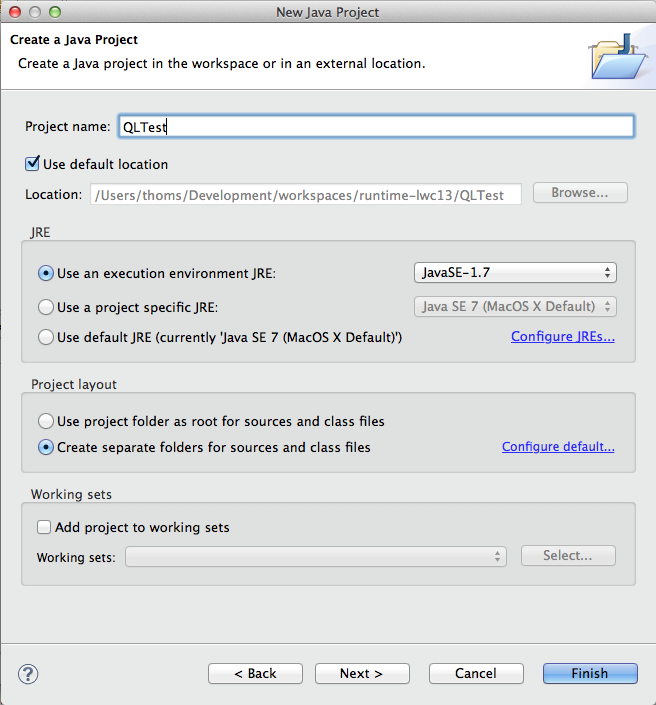 New Java Project
Create a Java Project
Create a Java project in the workspace or in an external location.
Project name: QLTest
Use default location
Location: /Users/thoms/Development/workspaces/runtime-lwc13/QLTest Browse...
JRE
Use an execution environment JRE: JavaSE-1.7
Use a project specific JRE: Java SE 7 (MacOS X Default)
Use default JRE (currently 'Java SE 7 (MacOS X Default)') Configure JREs...
Project layout
Use project folder as root for sources and class files
Create separate folders for sources and class files Configure default...
Working sets
Add project to working sets
Working sets: Select...
? < Back Next > Cancel Finish